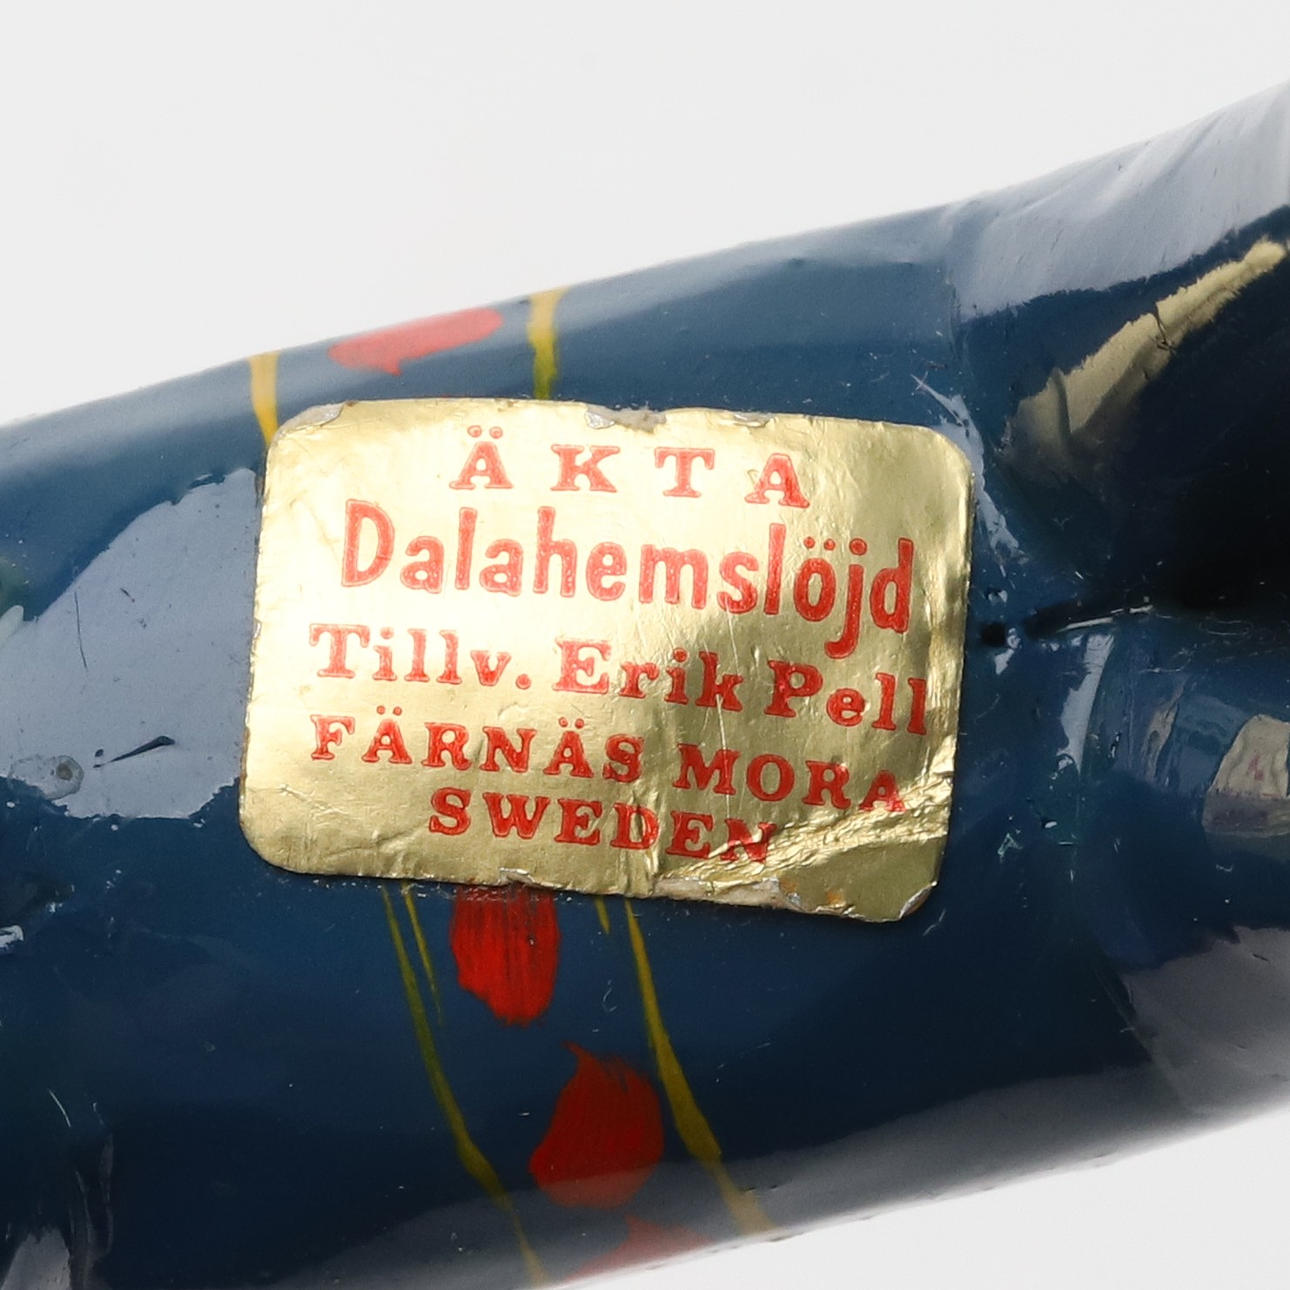 ÄKTA
Dalahemslöjd
Tillv. Erik Pell
FÄRNÄS MORA
SWEDEN